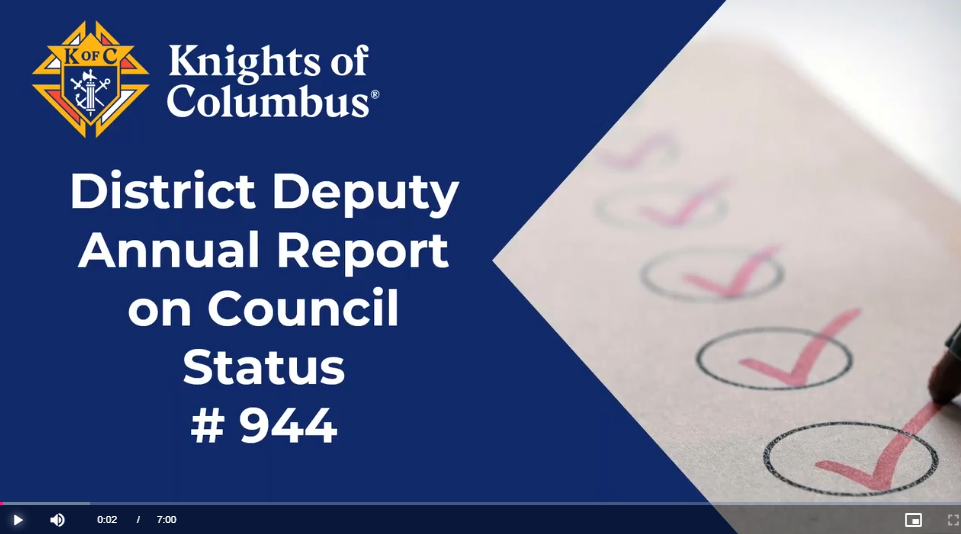 K OF C
Knights of
Columbus®
District Deputy
Annual Report
on Council
Status
# 944
0:02 / 7:00